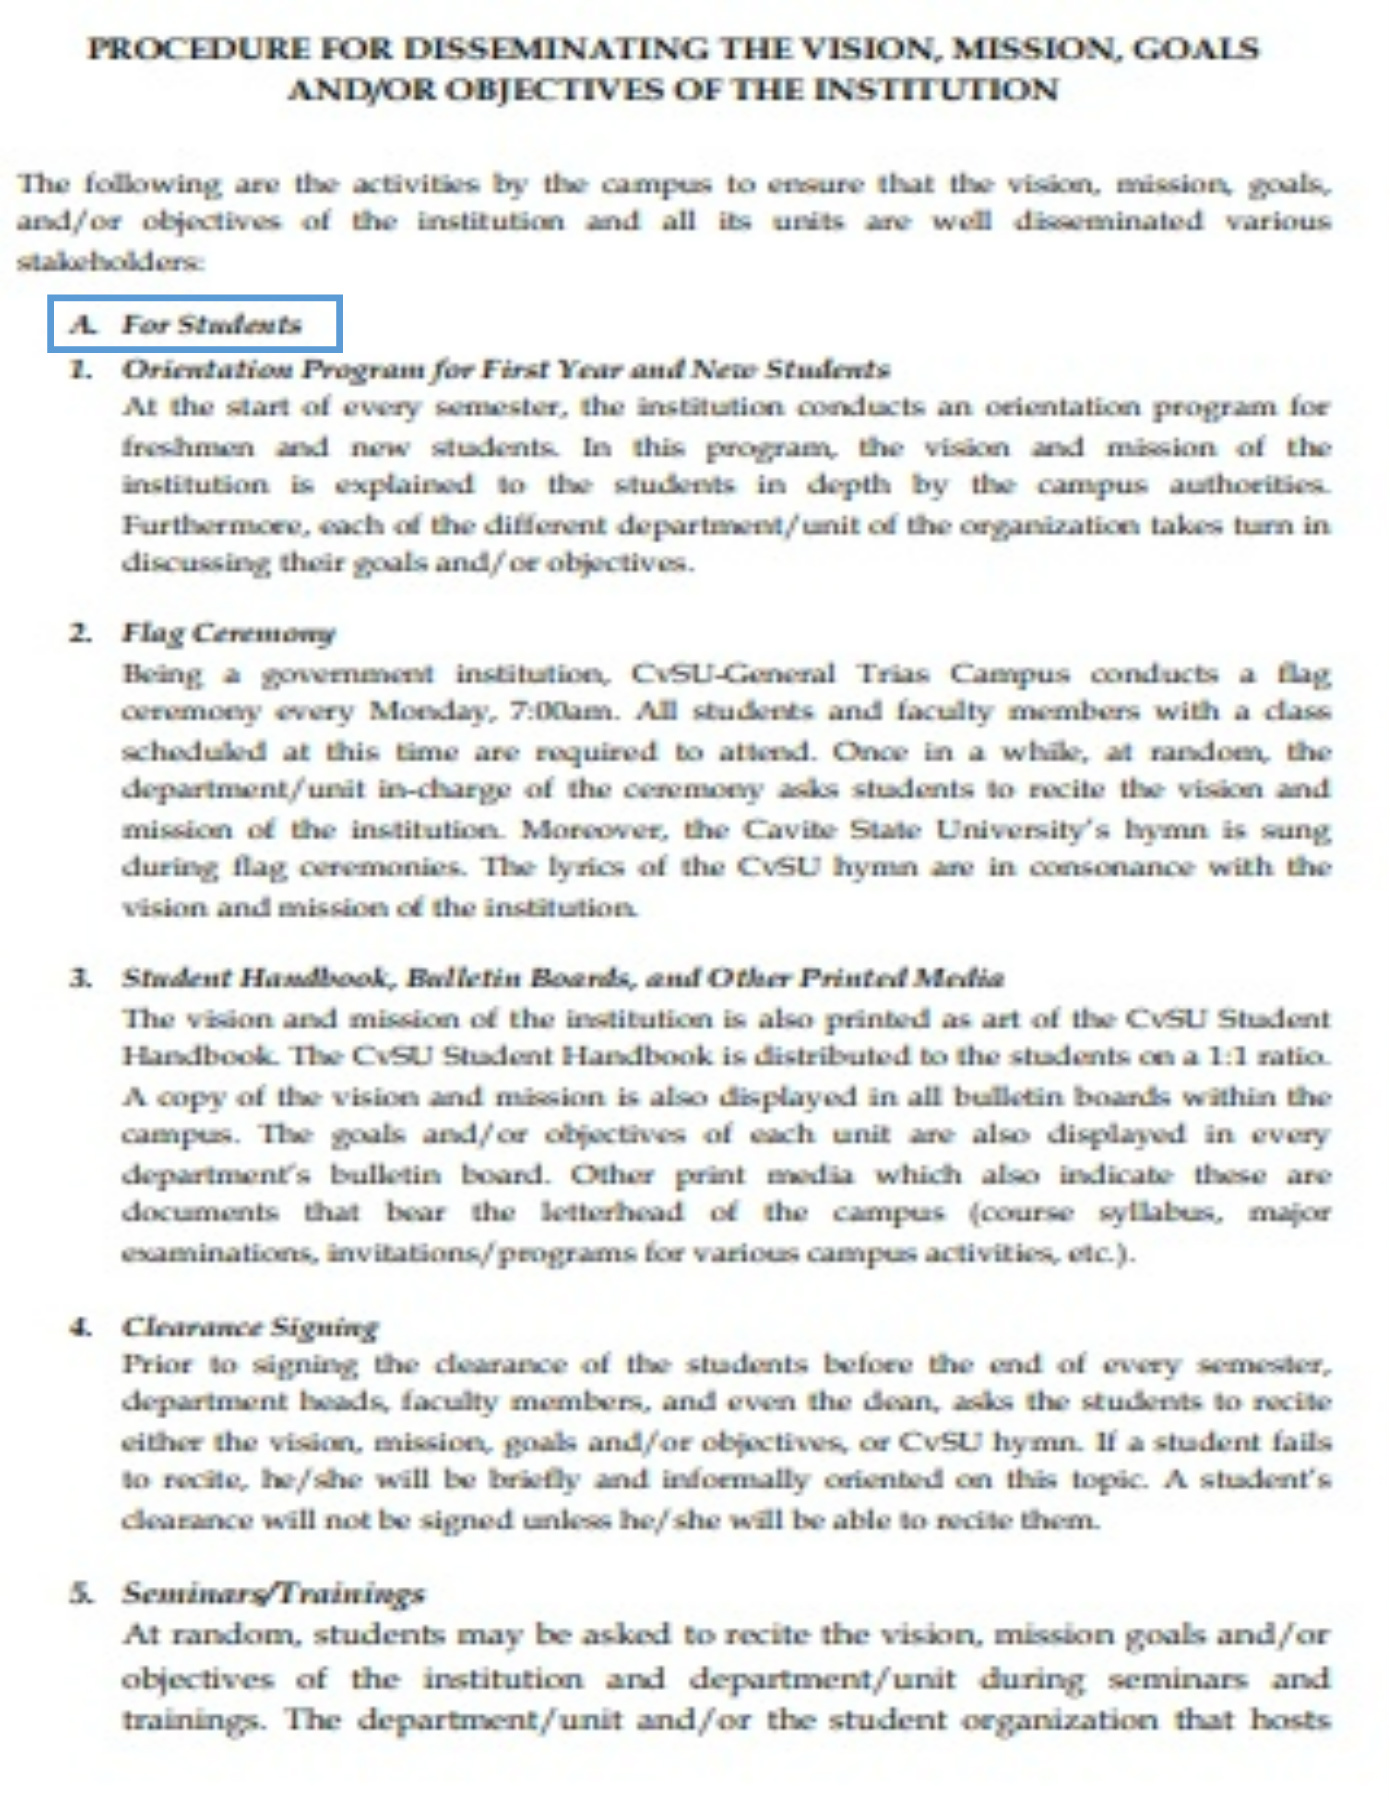 PROCEDURE FOR DISSEMINATING THE VISION, MISSION, GOALS
AND/OR OBJECTIVES OF THE INSTITUTION
The following are the activities by the campus to ensure that the vision, mission, goals,
and/or objectives of the institution and all its units are well disseminated various
stakeholders:
A. For Students
1. Orientation Program for First Year and New Students
At the start of every semester, the institution conducts an orientation program for
freshmen and new students. In this program, the vision and mission of the
institution is explained to the students in depth by the campus authorities.
Furthermore, each of the different department/unit of the organization takes turn in
discussing their goals and/or objectives.
2. Flag Ceremony
Being a government institution, CvSU-General Trias Campus conducts a flag
ceremony every Monday, 7:00am. All students and faculty members with a class
scheduled at this time are required to attend. Once in a while, at random, the
department/unit in-charge of the ceremony asks students to recite the vision and
mission of the institution. Moreover, the Cavite State University's hymn is sung
during flag ceremonies. The lyrics of the CvSU hymn are in consonance with the
vision and mission of the institution.
3. Student Handbook, Bulletin Boards, and Other Printed Media
The vision and mission of the institution is also printed as art of the CvSU Student
Handbook. The CvSU Student Handbook is distributed to the students on a 1:1 ratio.
A copy of the vision and mission is also displayed in all bulletin boards within the
campus. The goals and/or objectives of each unit are also displayed in every
department's bulletin board. Other print media which also indicate these are
documents that bear the letterhead of the campus (course syllabus, major
examinations, invitations/programs for various campus activities, etc.).
4. Clearance Signing
Prior to signing the clearance of the students before the end of every semester,
department heads, faculty members, and even the dean, asks the students to recite
either the vision, mission, goals and/or objectives, or CvSU hymn. If a student fails
to recite, he/she will be briefly and informally oriented on this topic. A student's
clearance will not be signed unless he/she will be able to recite them.
5. Seminars/Trainings
At random, students may be asked to recite the vision, mission goals and/or
objectives of the institution and department/unit during seminars and
trainings. The department/unit and/or the student organization that hosts